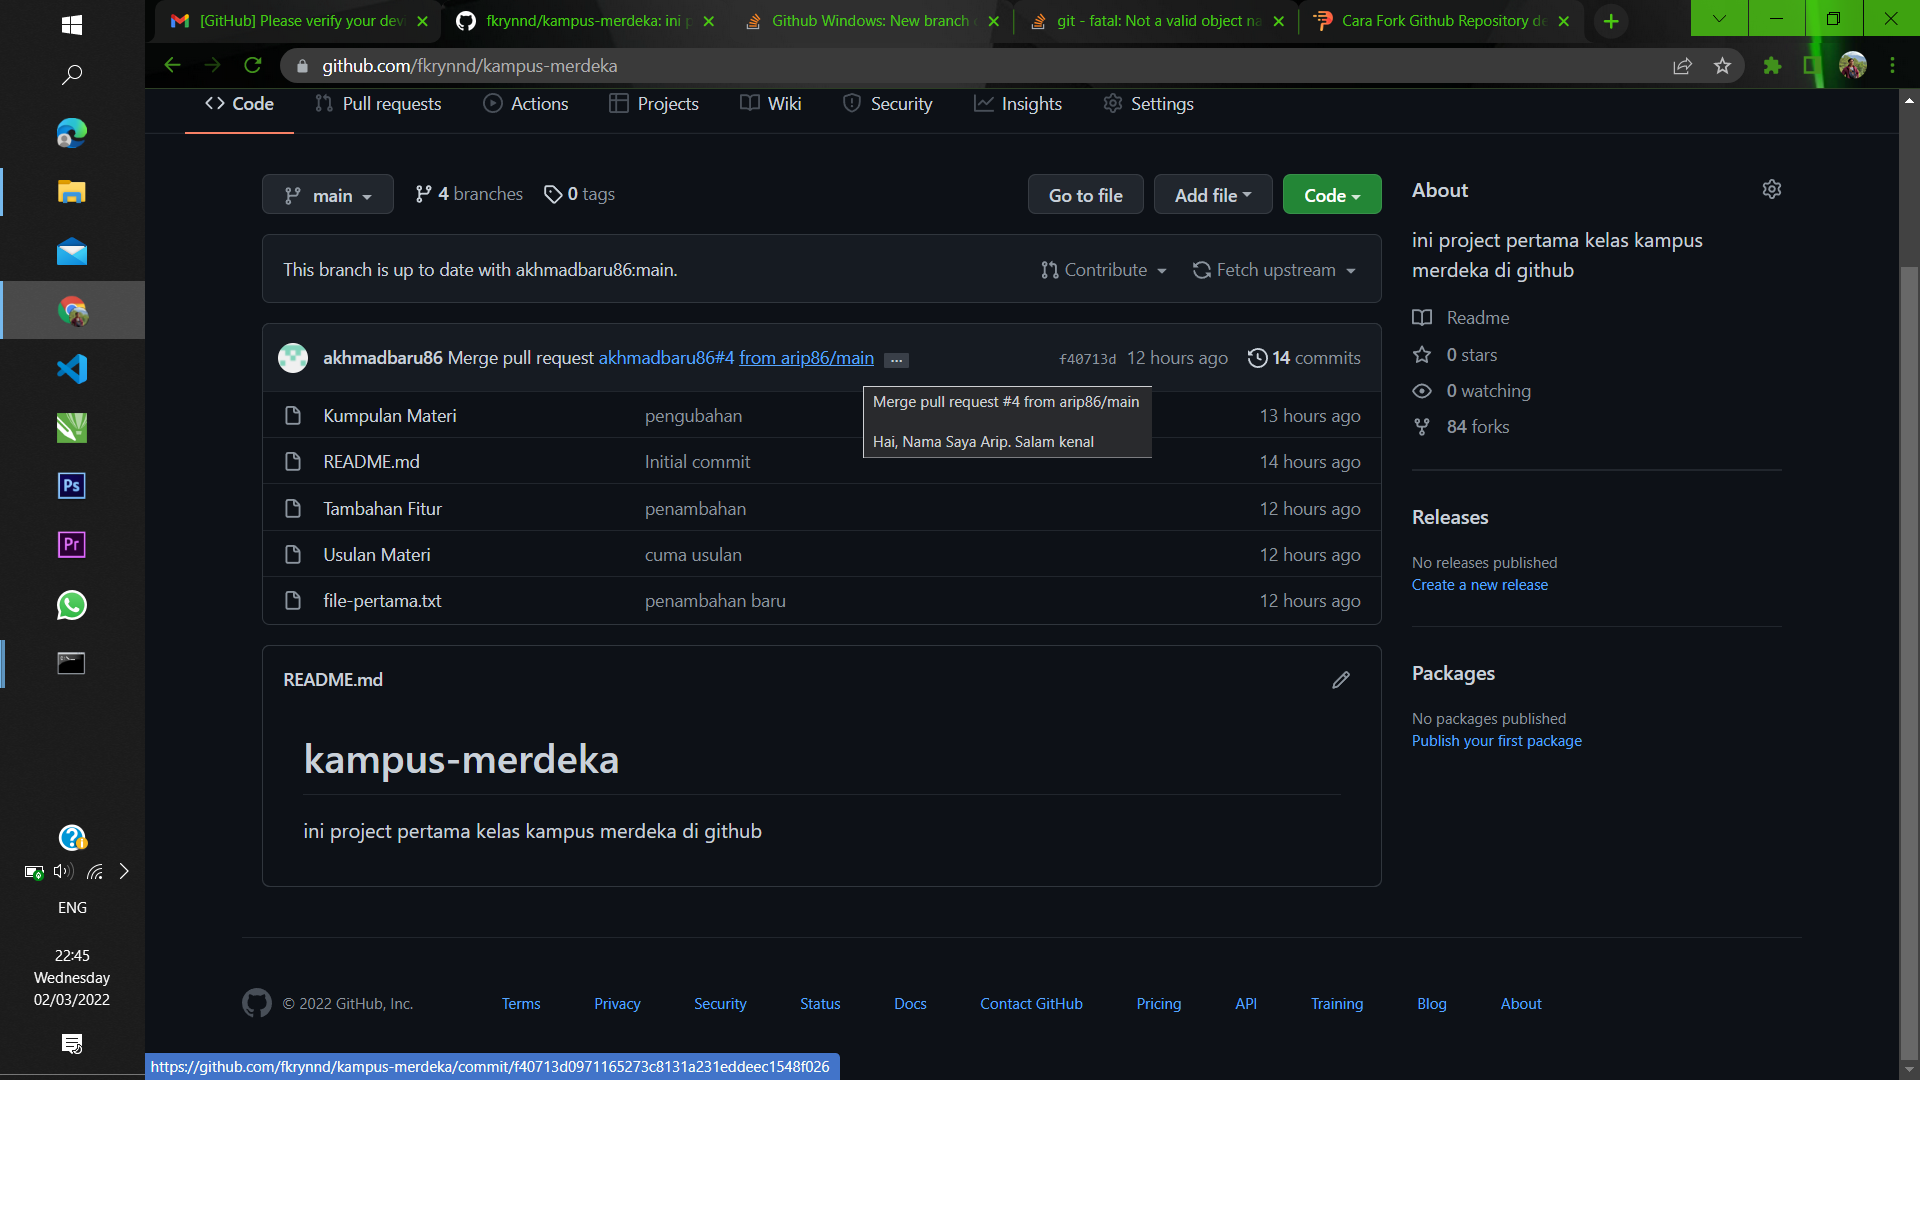 [GitHub] Please verify your dev
fkrynnd/kampus-merdeka: ini p
Github Windows: New branch
git - fatal: Not a valid object na
Cara Fork Github Repository de
github.com/fkrynnd/kampus-merdeka
Code
Pull requests
Actions
Projects
Wiki
Security
Insights
Settings
main
4 branches
0 tags
Go to file
Add file
Code
This branch is up to date with akhmadbaru86:main.
Contribute
Fetch upstream
akhmadbaru86 Merge pull request akhmadbaru86#4 from arip86/main ...
f40713d 12 hours ago
14 commits
Merge pull request #4 from arip86/main
Hai, Nama Saya Arip. Salam kenal
Kumpulan Materi pengubahan 13 hours ago
README.md Initial commit 14 hours ago
Tambahan Fitur penambahan 12 hours ago
Usulan Materi cuma usulan 12 hours ago
file-pertama.txt penambahan baru 12 hours ago
README.md
kampus-merdeka
ini project pertama kelas kampus merdeka di github
About
ini project pertama kelas kampus
merdeka di github
Readme
0 stars
0 watching
84 forks
Releases
No releases published
Create a new release
Packages
No packages published
Publish your first package
© 2022 GitHub, Inc.
Terms
Privacy
Security
Status
Docs
Contact GitHub
Pricing
API
Training
Blog
About
https://github.com/fkrynnd/kampus-merdeka/commit/f40713d0971165273c8131a231eddeec1548f026
Ps
Pr
ENG
22:45
Wednesday
02/03/2022